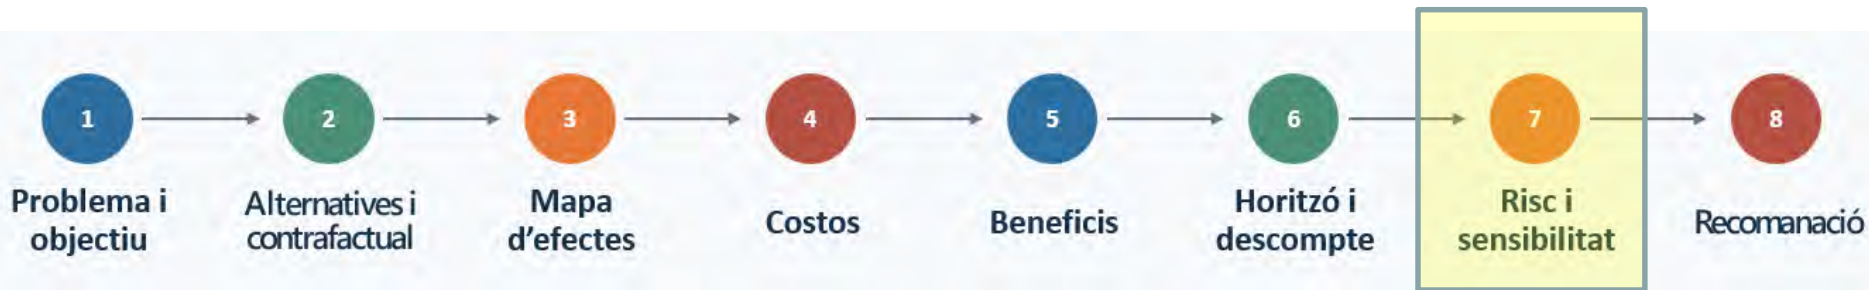 1
2
3
4
5
6
7
8
Problema i
objectiu
Alternatives i
contrafactual
Mapa
d’efectes
Costos
Beneficis
Horitzó i
descompte
Risc i
sensibilitat
Recomanació